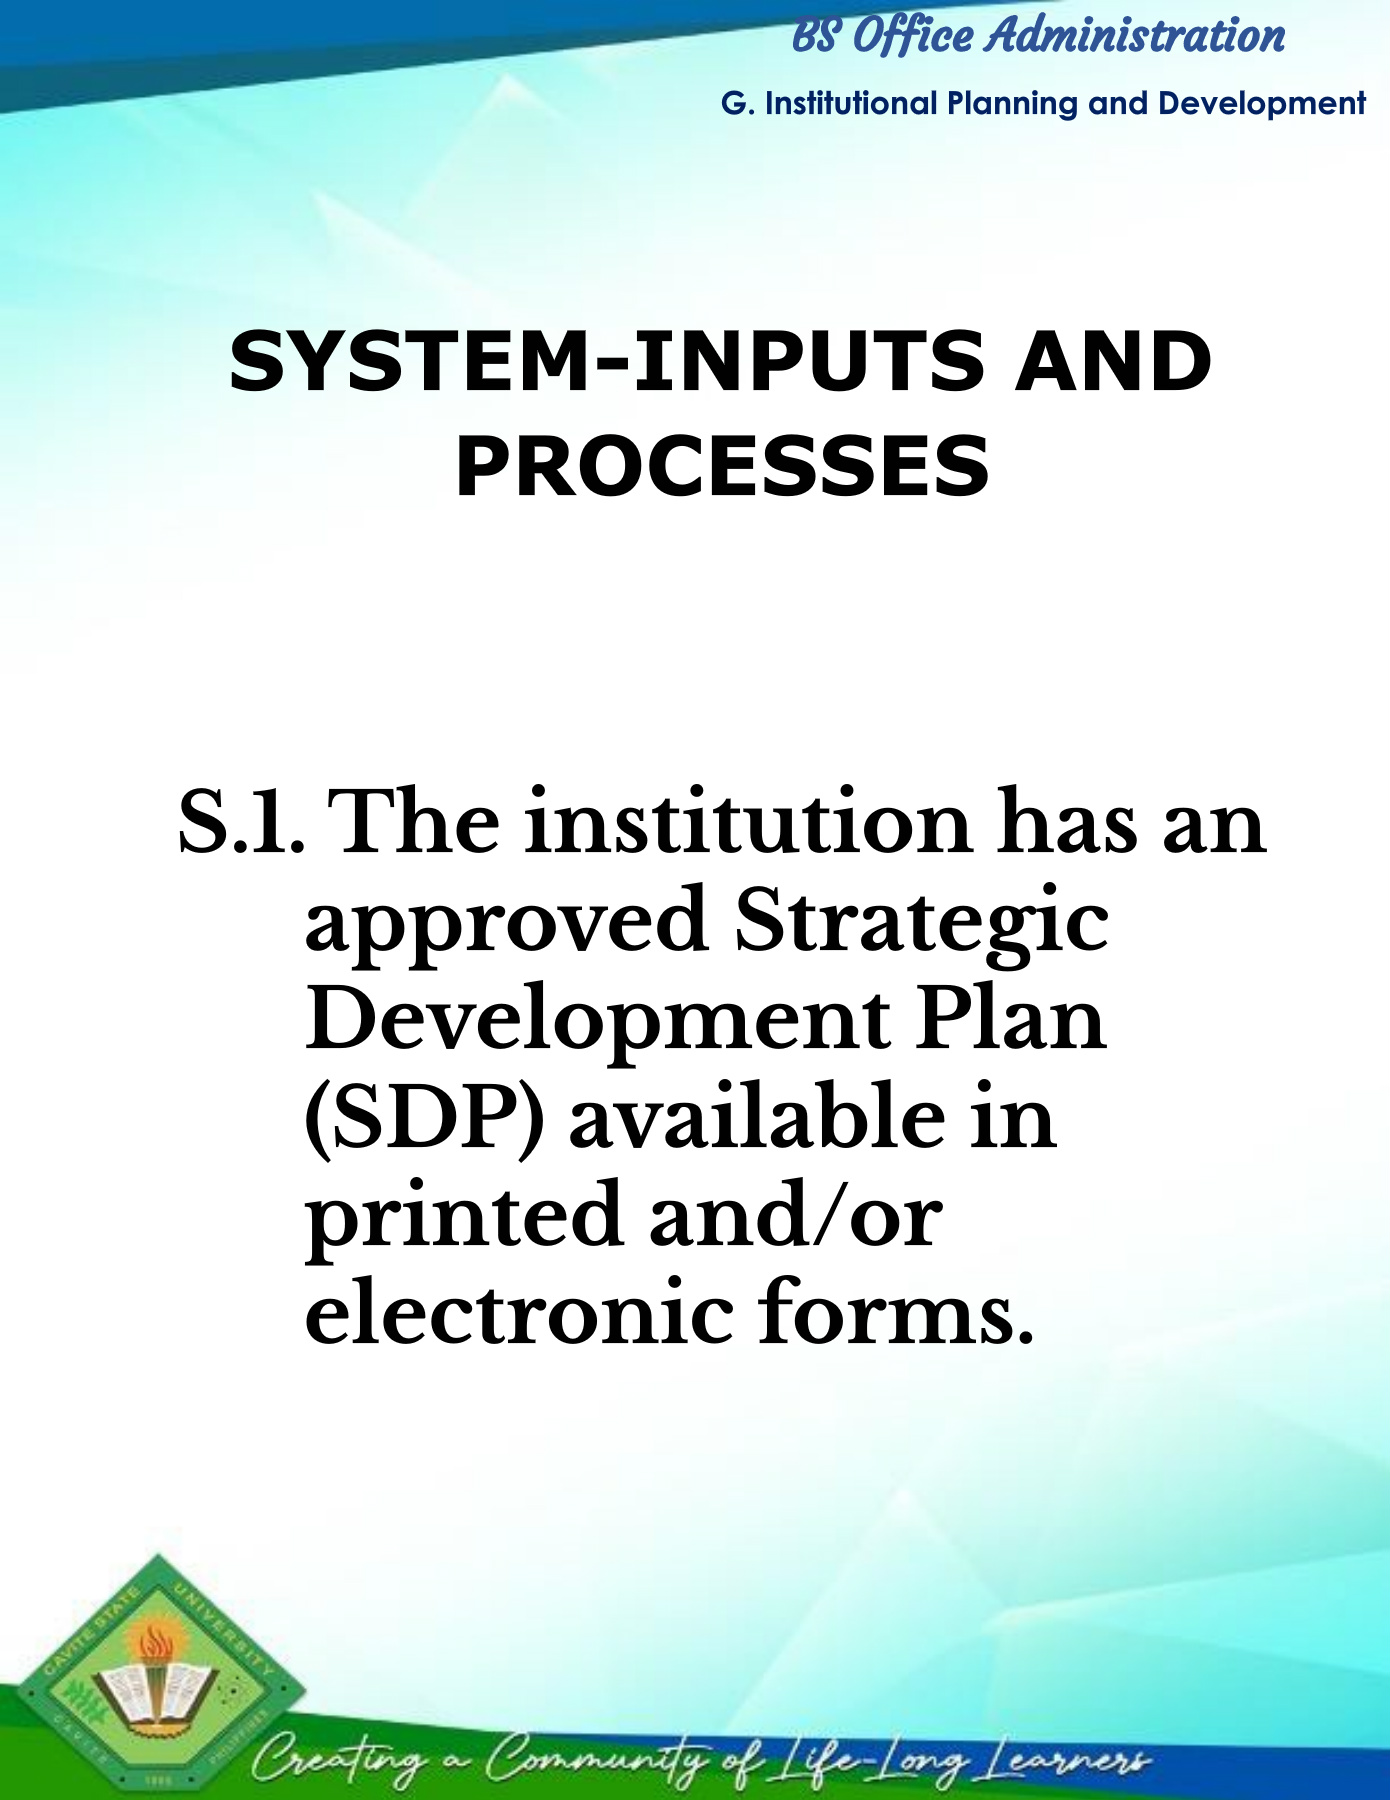 BS Office Administration
G. Institutional Planning and Development
SYSTEM-INPUTS AND
PROCESSES
S.1. The institution has an
approved Strategic
Development Plan
(SDP) available in
printed and/or
electronic forms.
CAVITE STATE UNIVERSITY
CAVITE PHILIPPINES
Creating a Community of Life-Long Learners